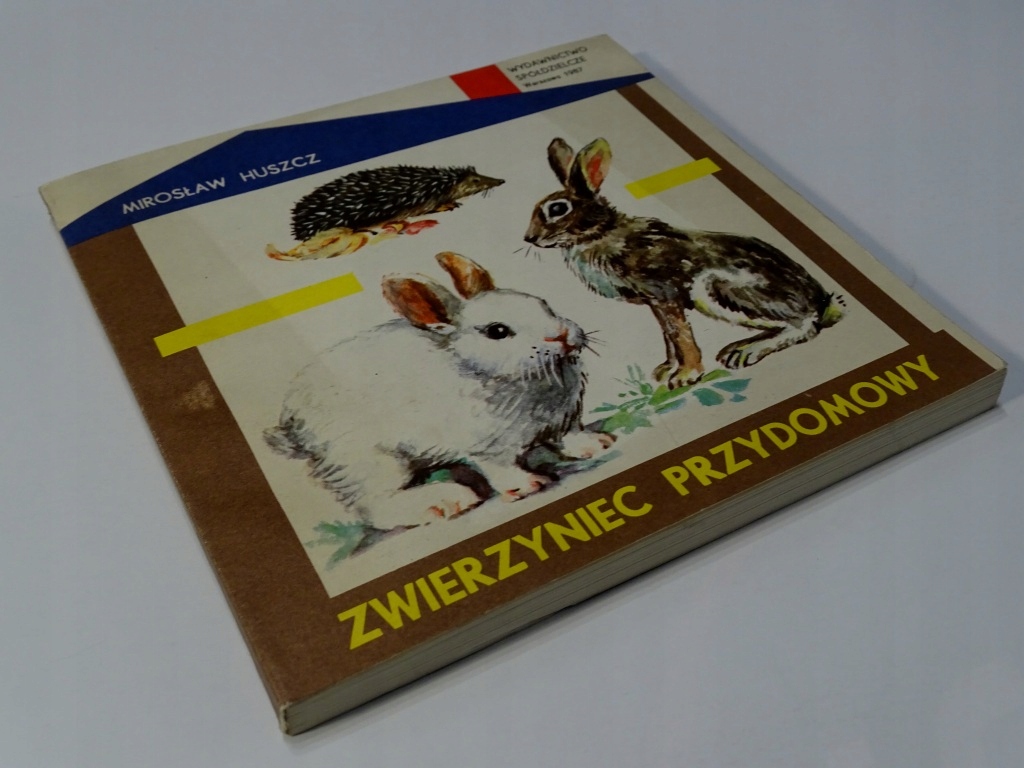 WYDAWNICTWO
SPÓŁDZIELCZE
Warszawa 1987
MIROSŁAW HUSZCZ
ZWIERZYNIEC PRZYDOMOWY